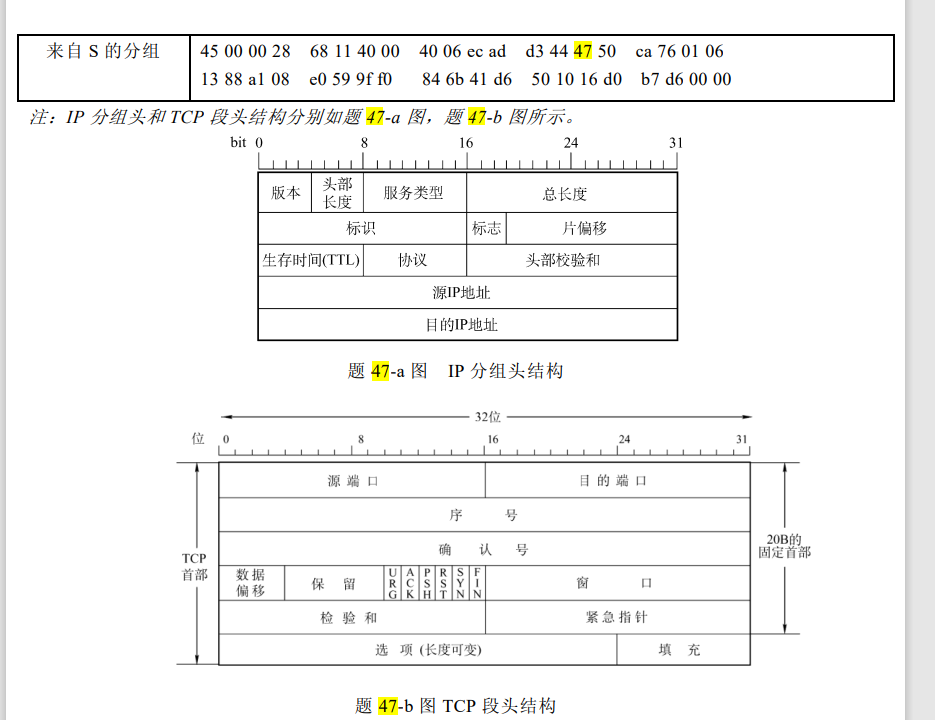 来自 S 的分组
45 00 00 28 68 11 40 00 40 06 ec ad d3 44 47 50 ca 76 01 06
13 88 a1 08 e0 59 9f f0 84 6b 41 d6 50 10 16 d0 b7 d6 00 00
注：IP 分组头和 TCP 段头结构分别如题 47-a 图，题 47-b 图所示。
bit 0 8 16 24 31
版本 头部长度 服务类型 总长度
标识 标志 片偏移
生存时间(TTL) 协议 头部校验和
源IP地址
目的IP地址
题 47-a 图 IP 分组头结构
32位
位 0 8 16 24 31
源端口 目的端口
序号
确认号
TCP首部 数据偏移 保留 URG ACK PSH RST SYN FIN 窗口 20B的固定首部
检验和 紧急指针
选项 (长度可变) 填充
题 47-b 图 TCP 段头结构